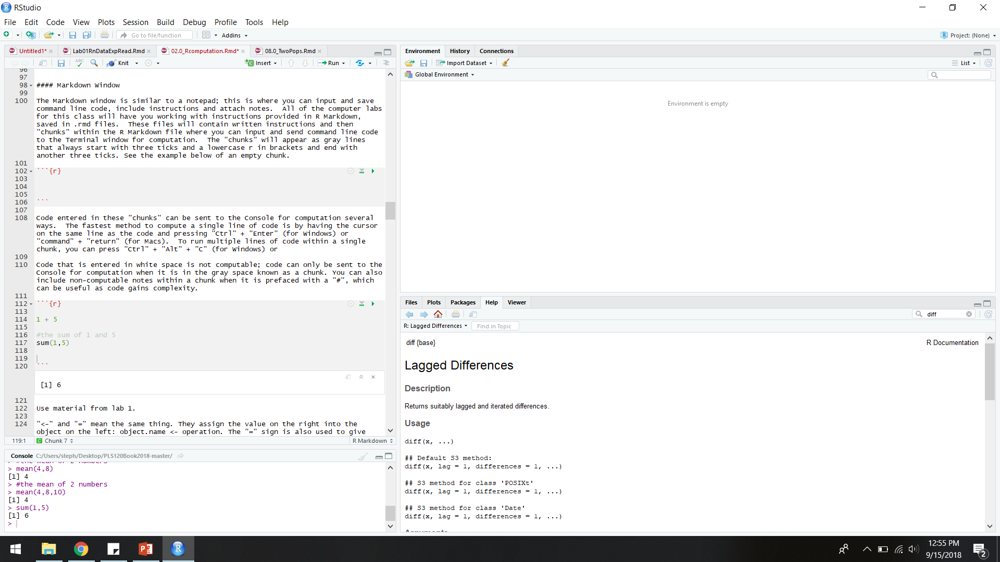 RStudio
File Edit Code View Plots Session Build Debug Profile Tools Help
Go to file/function Addins Project: (None)
Untitled1* Lab01RnDataExpRead.Rmd 02.0_Rcomputation.Rmd* 08.0_TwoPops.Rmd
ABC Knit Insert Run
96
97
98 #### Markdown Window
99
100 The Markdown window is similar to a notepad; this is where you can input and save
command line code, include instructions and attach notes.  All of the computer labs
for this class will have you working with instructions provided in R Markdown,
saved in .rmd files.  These files will contain written instructions and then
"chunks" within the R Markdown file where you can input and send command line code
to the Terminal window for computation.  The "chunks" will appear as gray lines
that always start with three ticks and a lowercase r in brackets and end with
another three ticks. See the example below of an empty chunk.
101
102 ```{r}
103
104
105
106 ```
107
108 Code entered in these "chunks" can be sent to the Console for computation several
ways.  The fastest method to compute a single line of code is by having the cursor
on the same line as the code and pressing "Ctrl" + "Enter" (for Windows) or
"command" + "return" (for Macs).  To run multiple lines of code within a single
chunk, you can press "Ctrl" + "Alt" + "C" (for Windows) or
109
110 Code that is entered in white space is not computable; code can only be sent to the
Console for computation when it is in the gray space known as a chunk. You can also
include non-computable notes within a chunk when it is prefaced with a "#", which
can be useful as code gains complexity.
111
112 ```{r}
113
114 1 + 5
115
116 #the sum of 1 and 5
117 sum(1,5)
118
119
120 ```
[1] 6
121
122 Use material from lab 1.
123
124 "<-" and "=" mean the same thing. They assign the value on the right into the
object on the left: object.name <- operation. The "=" sign is also used to give
119:1 C Chunk 7 R Markdown
Console C:/Users/steph/Desktop/PLS120Book2018-master/
> #the mean of 2 numbers
> mean(4,8)
[1] 4
> #the mean of 2 numbers
> mean(4,8,10)
[1] 4
> sum(1,5)
[1] 6
>
Environment History Connections
Import Dataset List
Global Environment
Environment is empty
Files Plots Packages Help Viewer
diff
R: Lagged Differences Find in Topic
diff {base} R Documentation
Lagged Differences
Description
Returns suitably lagged and iterated differences.
Usage
diff(x, ...)
## Default S3 method:
diff(x, lag = 1, differences = 1, ...)
## S3 method for class 'POSIXt'
diff(x, lag = 1, differences = 1, ...)
## S3 method for class 'Date'
diff(x, lag = 1, differences = 1, ...)
Arguments
12:55 PM
9/15/2018
2